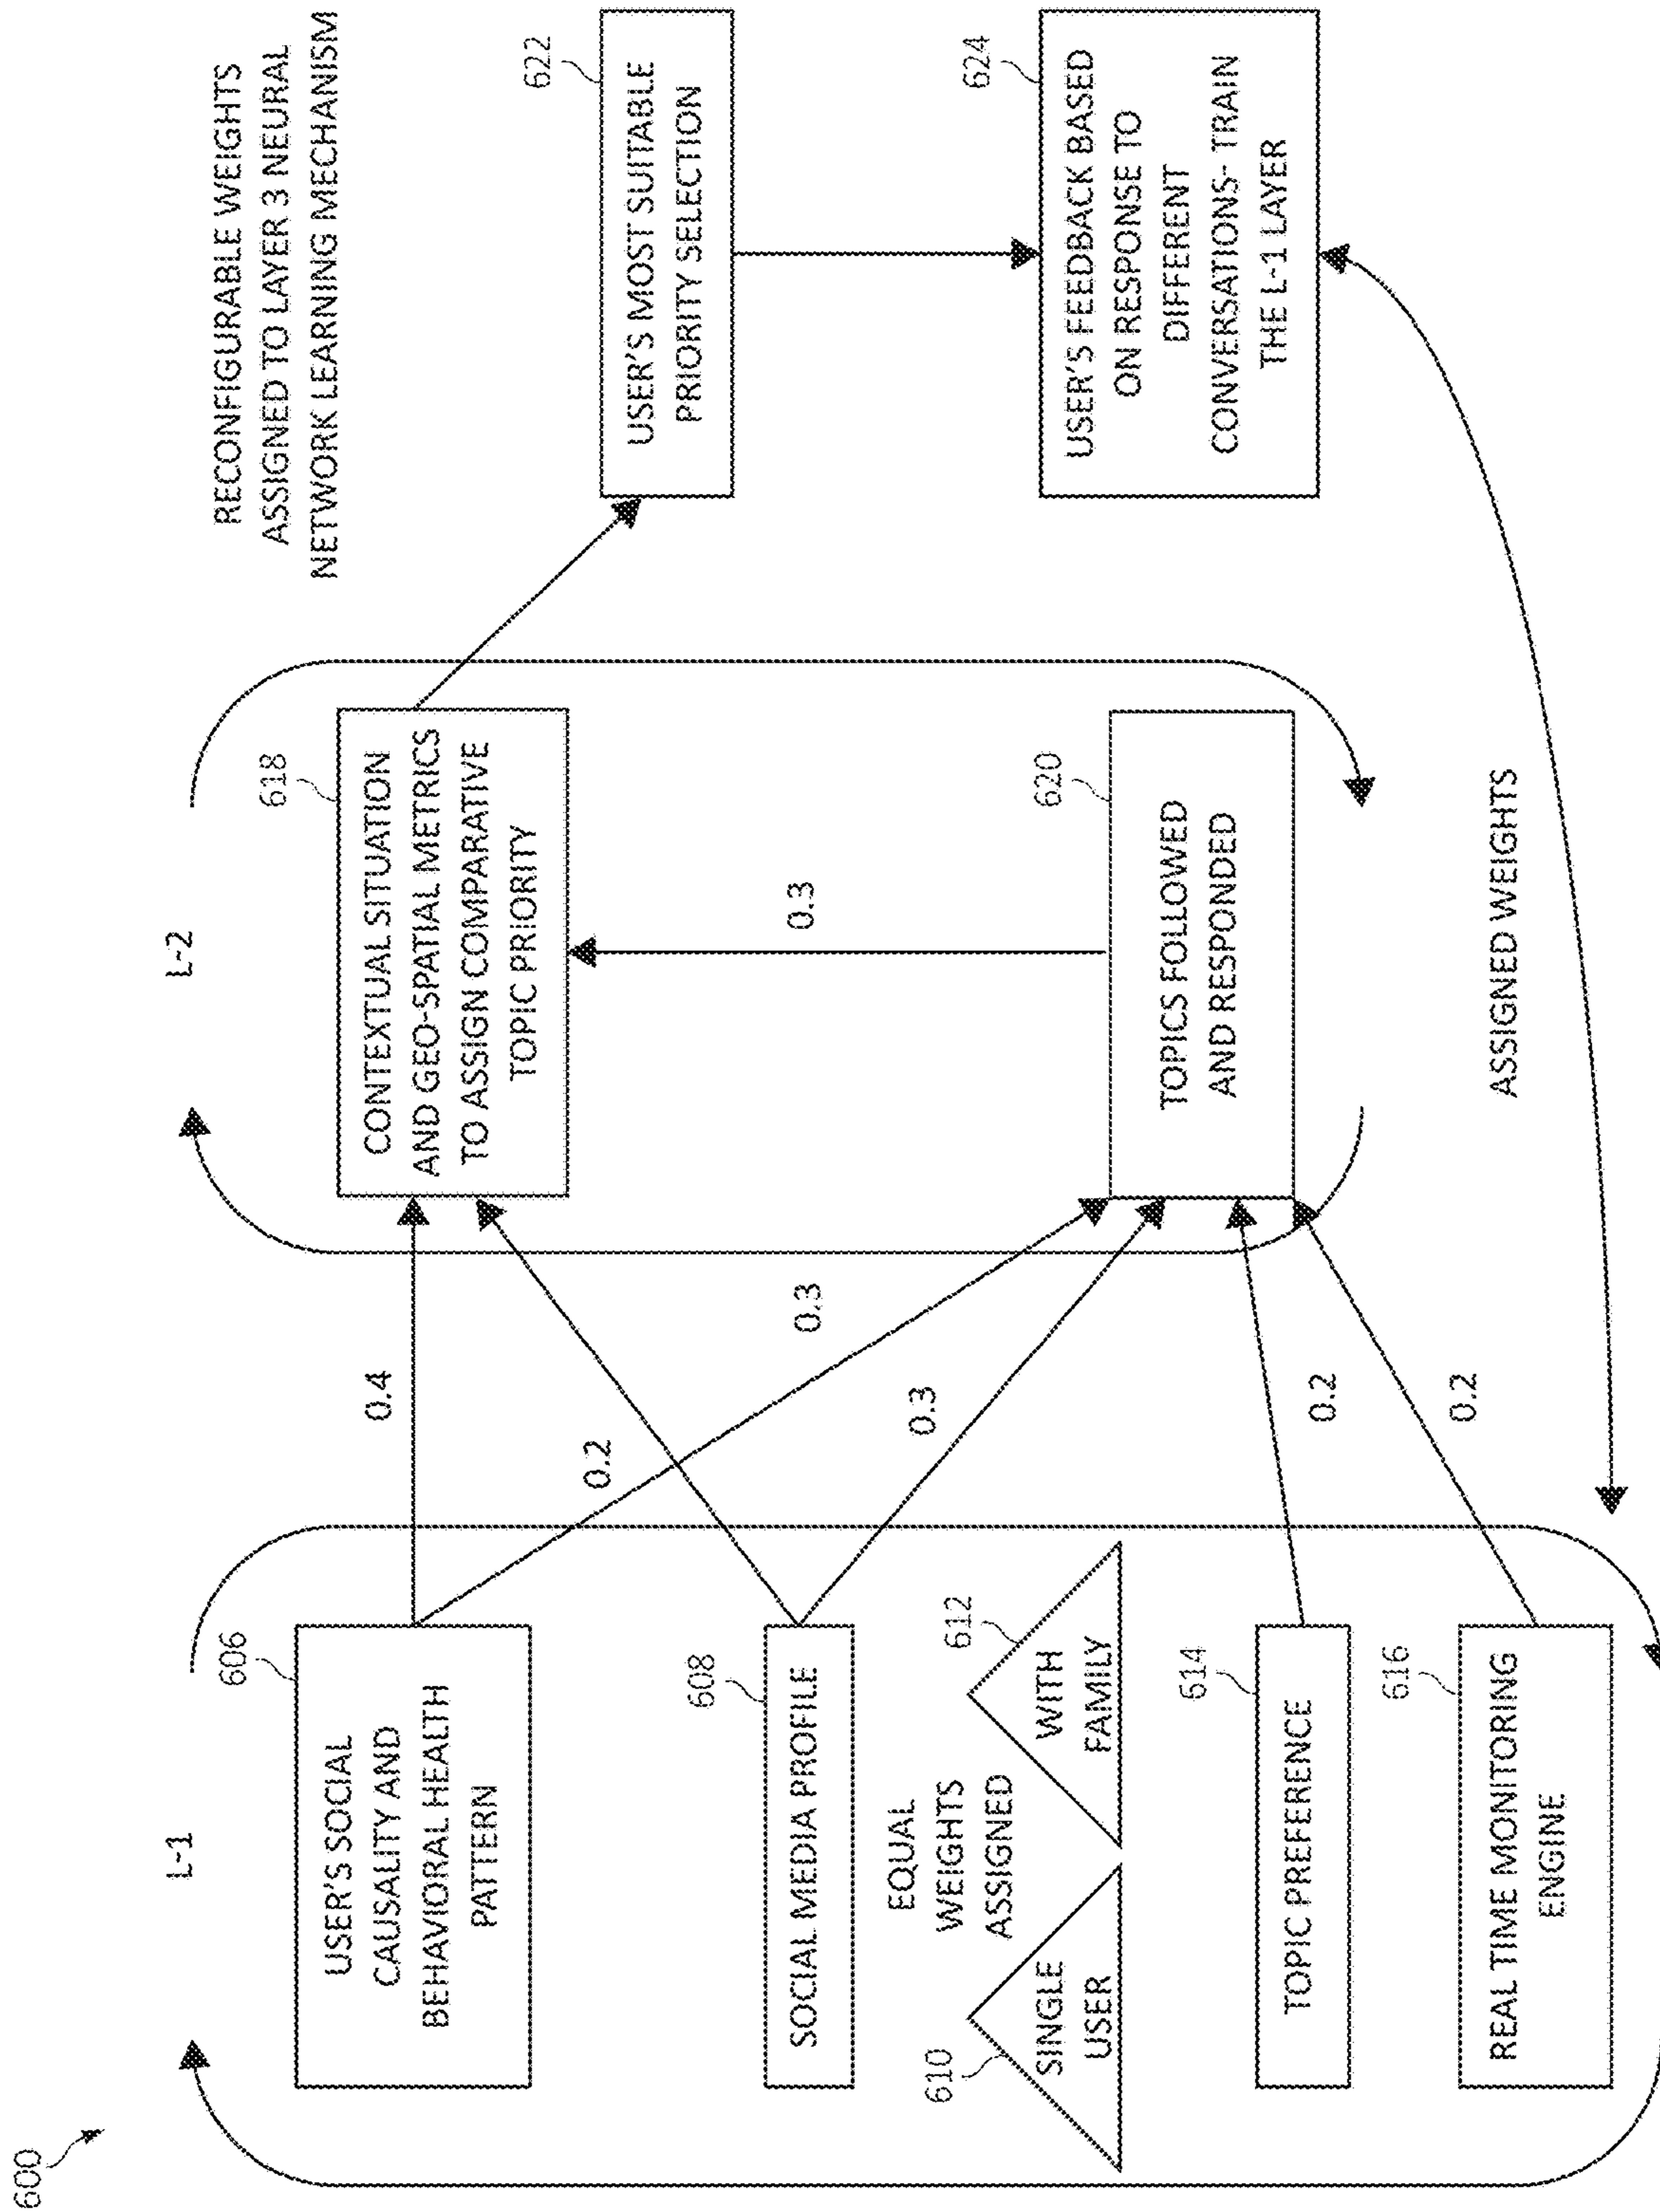 600
L-1
606
USER'S SOCIAL
CAUSALITY AND
BEHAVIORAL HEALTH
PATTERN
608
SOCIAL MEDIA PROFILE
EQUAL
WEIGHTS
ASSIGNED
610
SINGLE
USER
612
WITH
FAMILY
614
TOPIC PREFERENCE
616
REAL TIME MONITORING
ENGINE
0.4
0.2
0.3
0.3
0.2
0.2
L-2
618
CONTEXTUAL SITUATION
AND GEO-SPATIAL METRICS
TO ASSIGN COMPARATIVE
TOPIC PRIORITY
0.3
620
TOPICS FOLLOWED
AND RESPONDED
ASSIGNED WEIGHTS
RECONFIGURABLE WEIGHTS
ASSIGNED TO LAYER 3 NEURAL
NETWORK LEARNING MECHANISM
622
USER'S MOST SUITABLE
PRIORITY SELECTION
624
USER'S FEEDBACK BASED
ON RESPONSE TO
DIFFERENT
CONVERSATIONS- TRAIN
THE L-1 LAYER